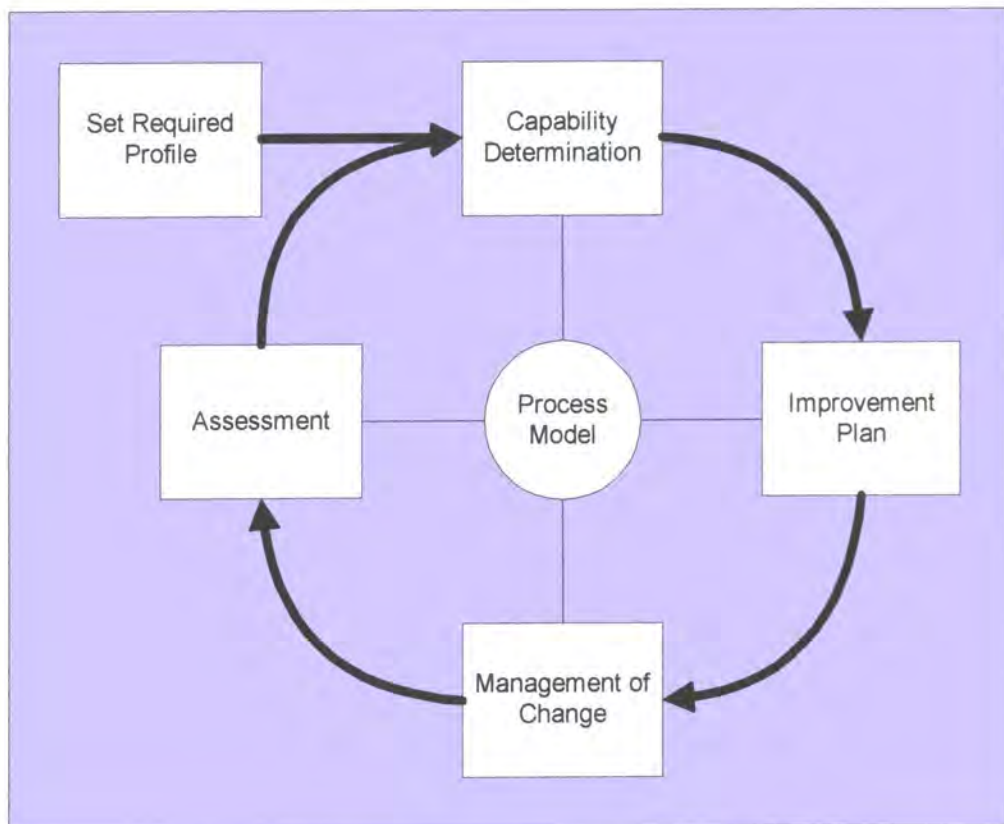 Set Required
Profile
Capability
Determination
Assessment
Process
Model
Improvement
Plan
Management of
Change